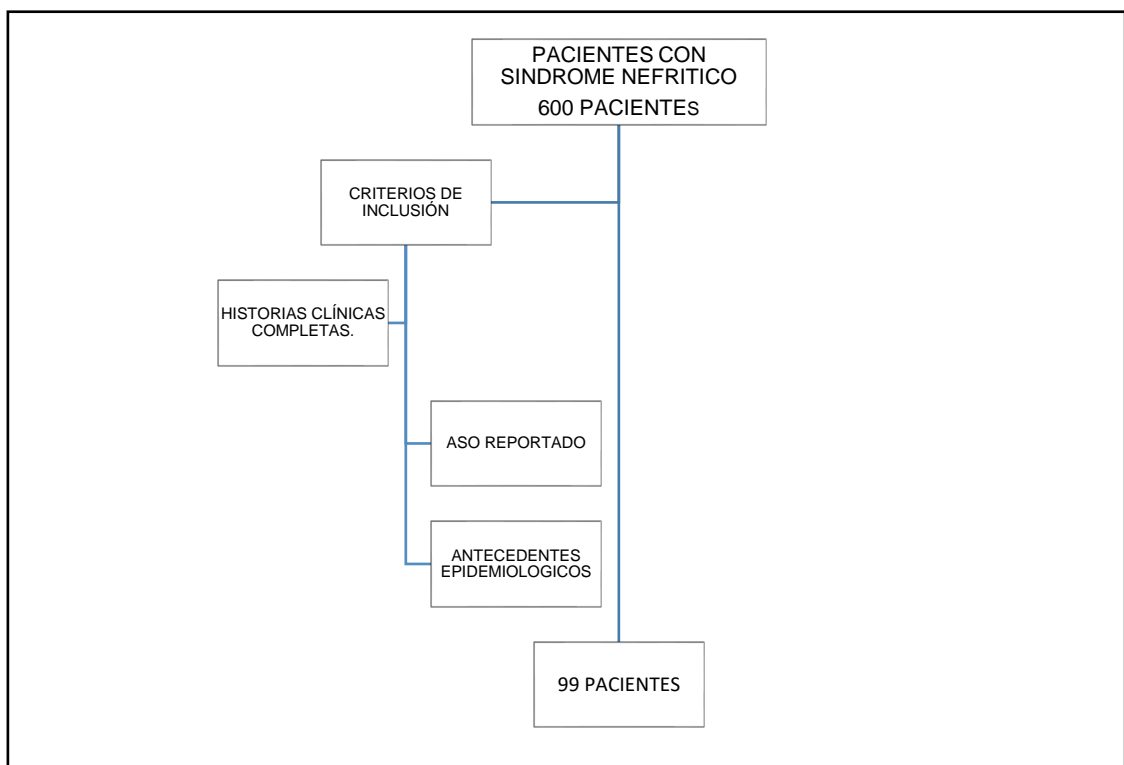 PACIENTES CON
SINDROME NEFRITICO
600 PACIENTES
CRITERIOS DE
INCLUSIÓN
HISTORIAS CLÍNICAS
COMPLETAS.
ASO REPORTADO
ANTECEDENTES
EPIDEMIOLOGICOS
99 PACIENTES